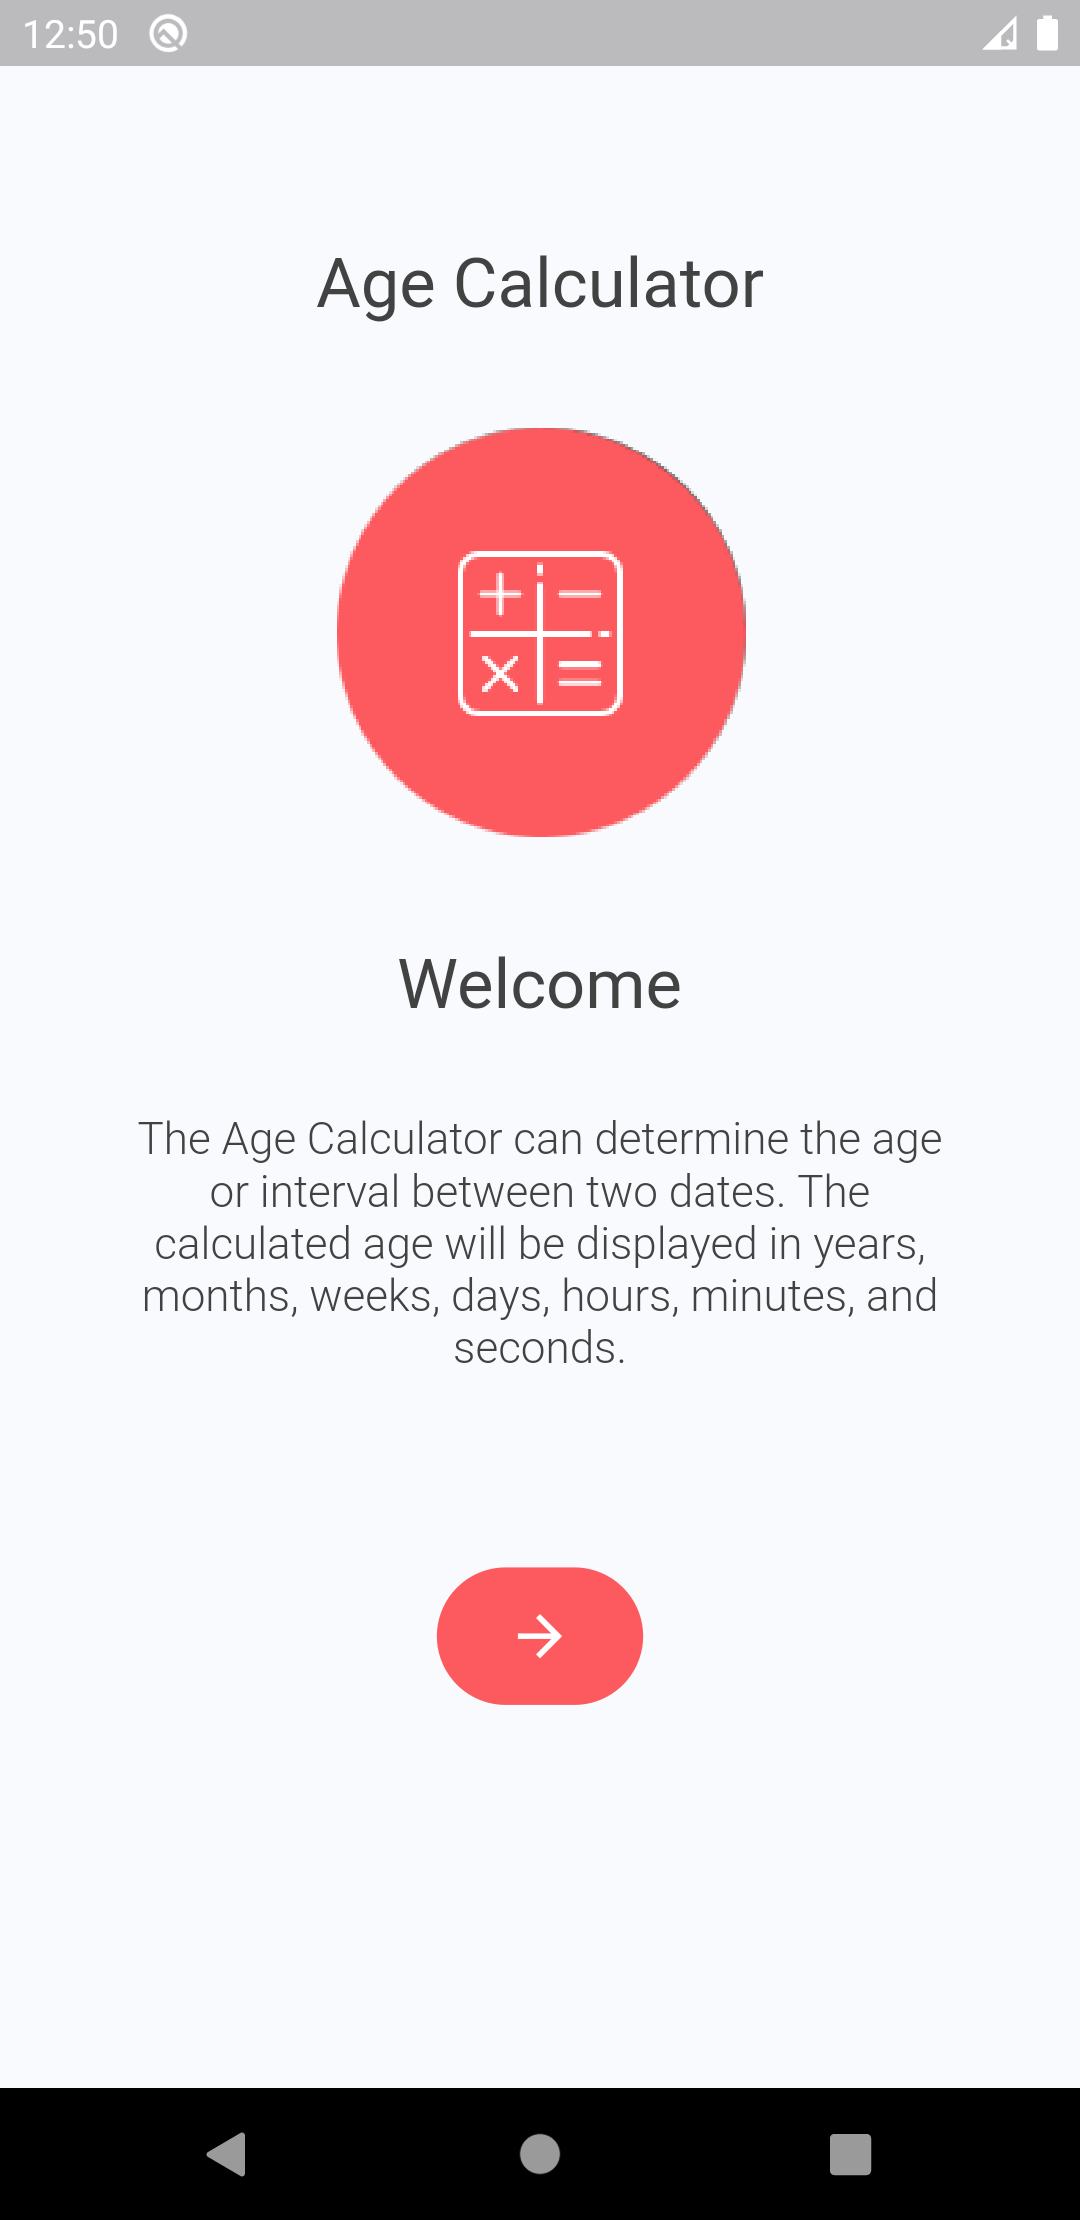 12:50
Age Calculator
Welcome
The Age Calculator can determine the age
or interval between two dates. The
calculated age will be displayed in years,
months, weeks, days, hours, minutes, and
seconds.